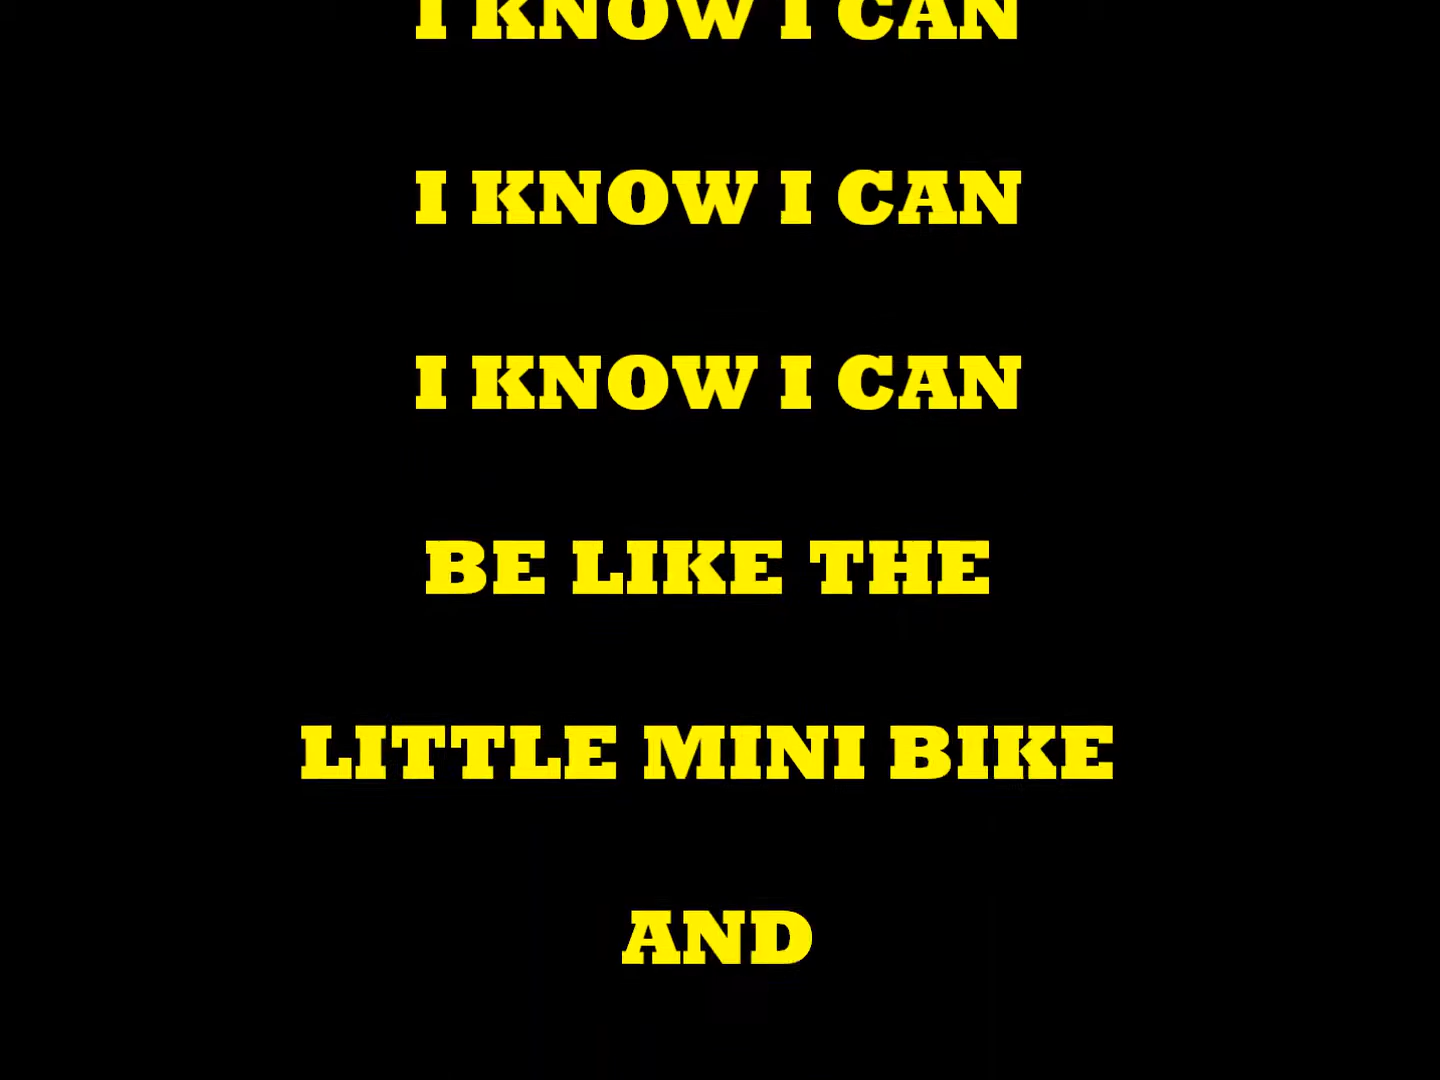 I KNOW I CAN
I KNOW I CAN
I KNOW I CAN
BE LIKE THE
LITTLE MINI BIKE
AND